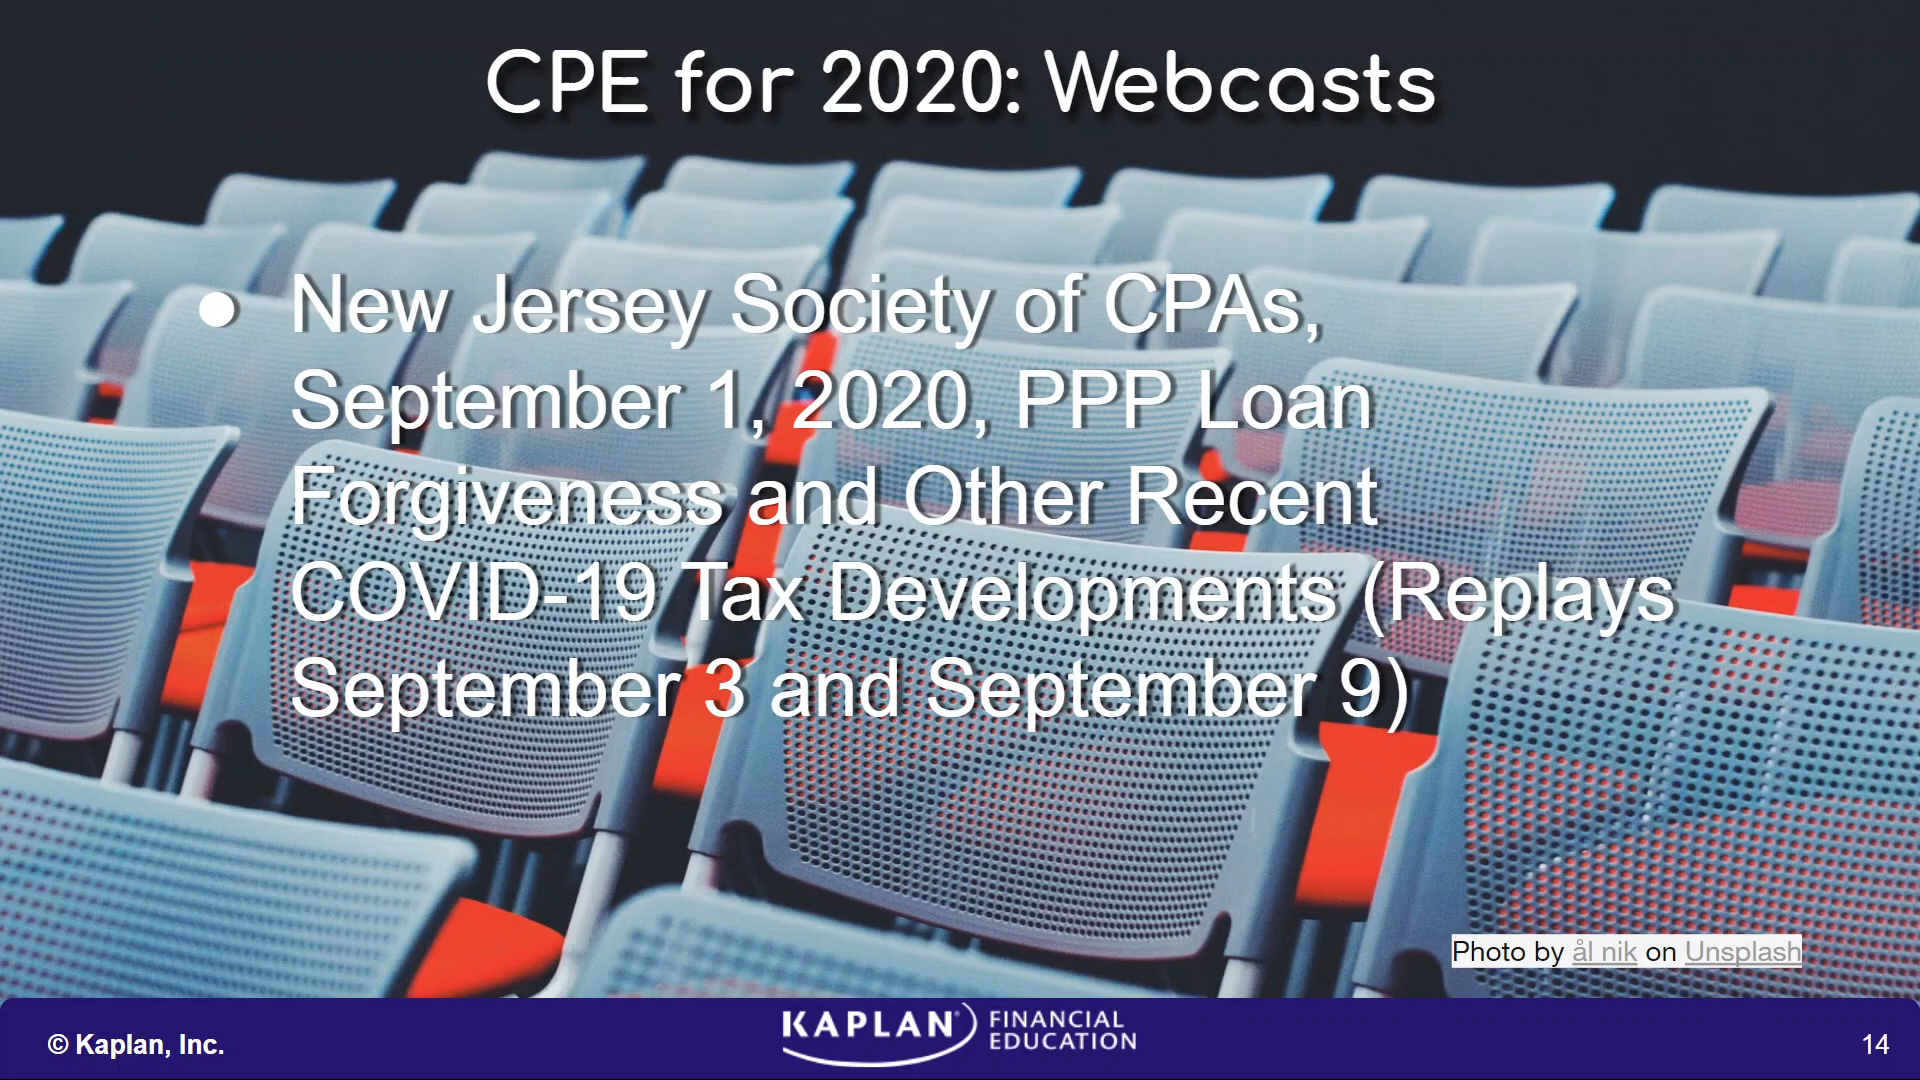 CPE for 2020: Webcasts
● New Jersey Society of CPAs,
September 1, 2020, PPP Loan
Forgiveness and Other Recent
COVID-19 Tax Developments (Replays
September 3 and September 9)
Photo by ål nik on Unsplash
© Kaplan, Inc.
KAPLAN® FINANCIAL
EDUCATION
14